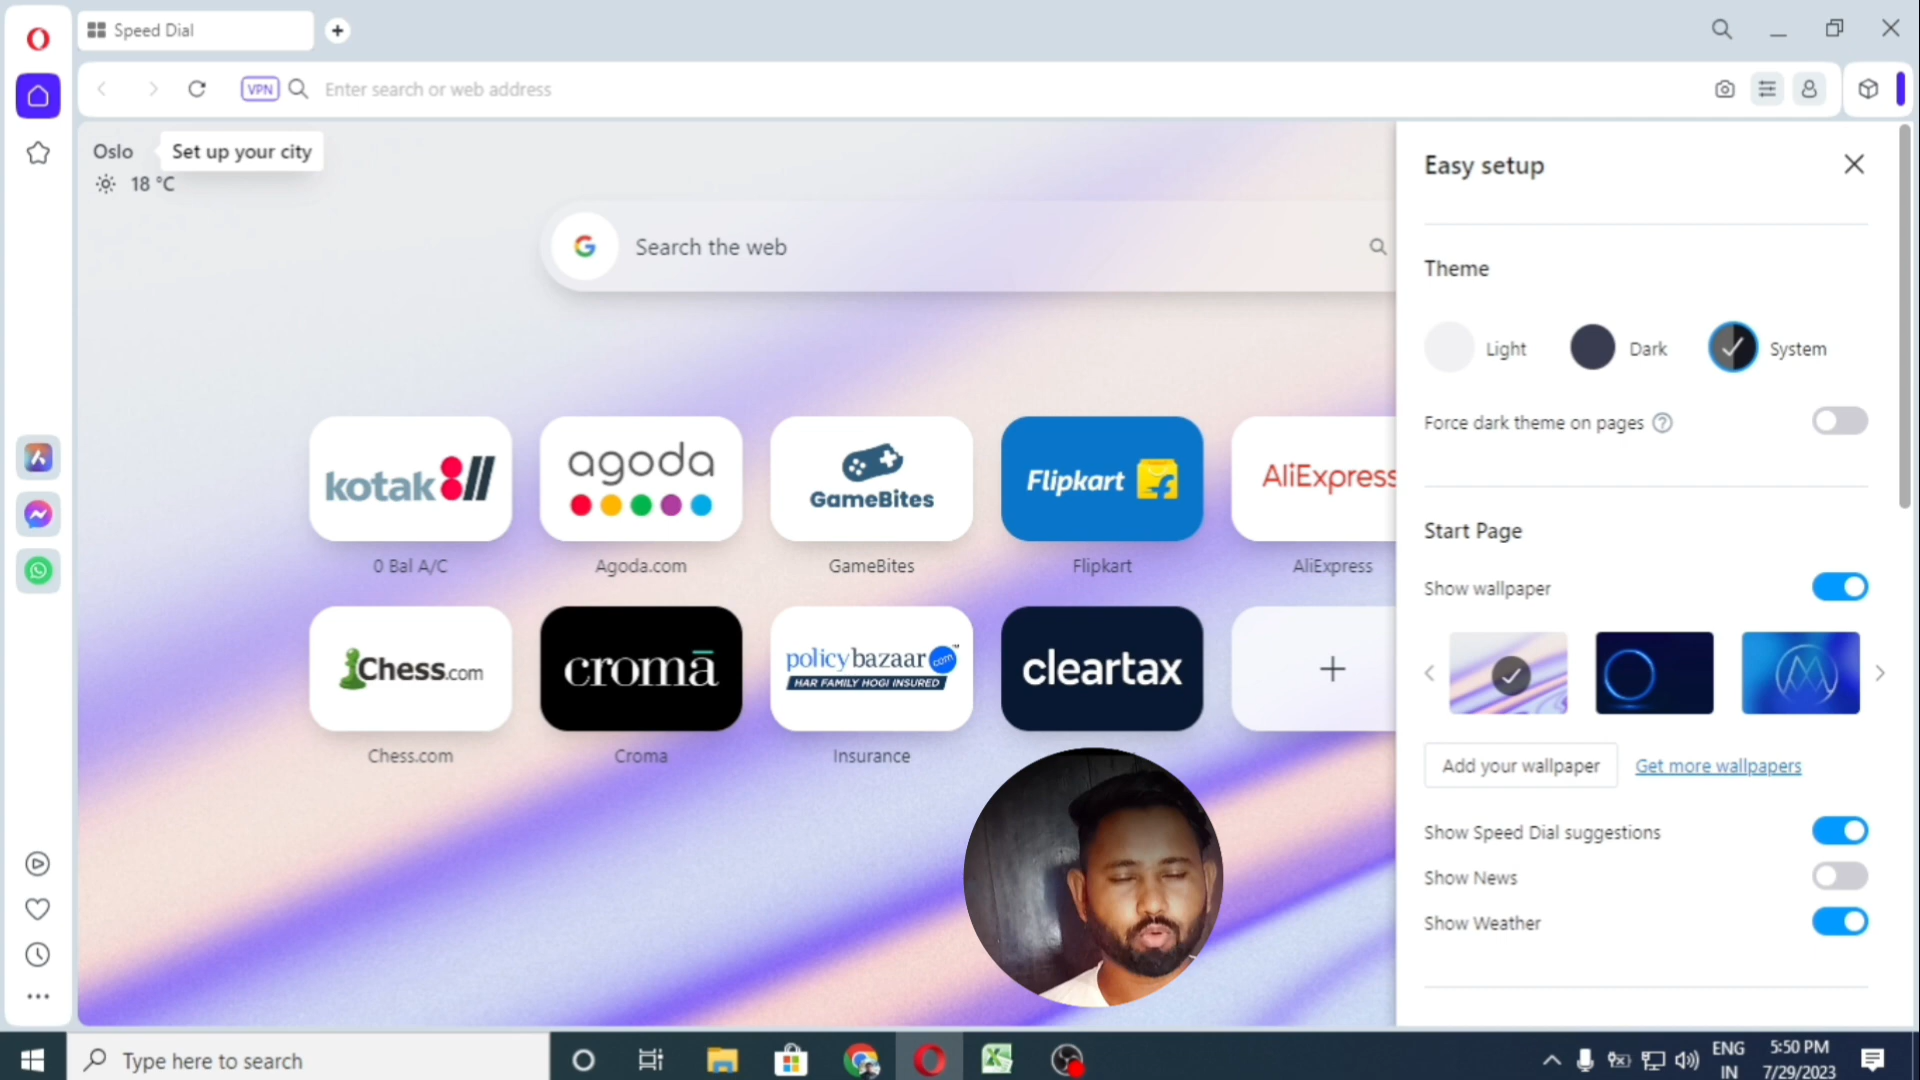 Speed Dial
VPN
Enter search or web address
Oslo
Set up your city
18 °C
Search the web
kotak
agoda
GameBites
Flipkart
AliExpress
0 Bal A/C
Agoda.com
GameBites
Flipkart
AliExpress
Chess.com
croma
policybazaar.com
HAR FAMILY HOGI INSURED
cleartax
Chess.com
Croma
Insurance
Easy setup
Theme
Light
Dark
System
Force dark theme on pages
Start Page
Show wallpaper
Add your wallpaper
Get more wallpapers
Show Speed Dial suggestions
Show News
Show Weather
Type here to search
ENG
IN
5:50 PM
7/29/2023